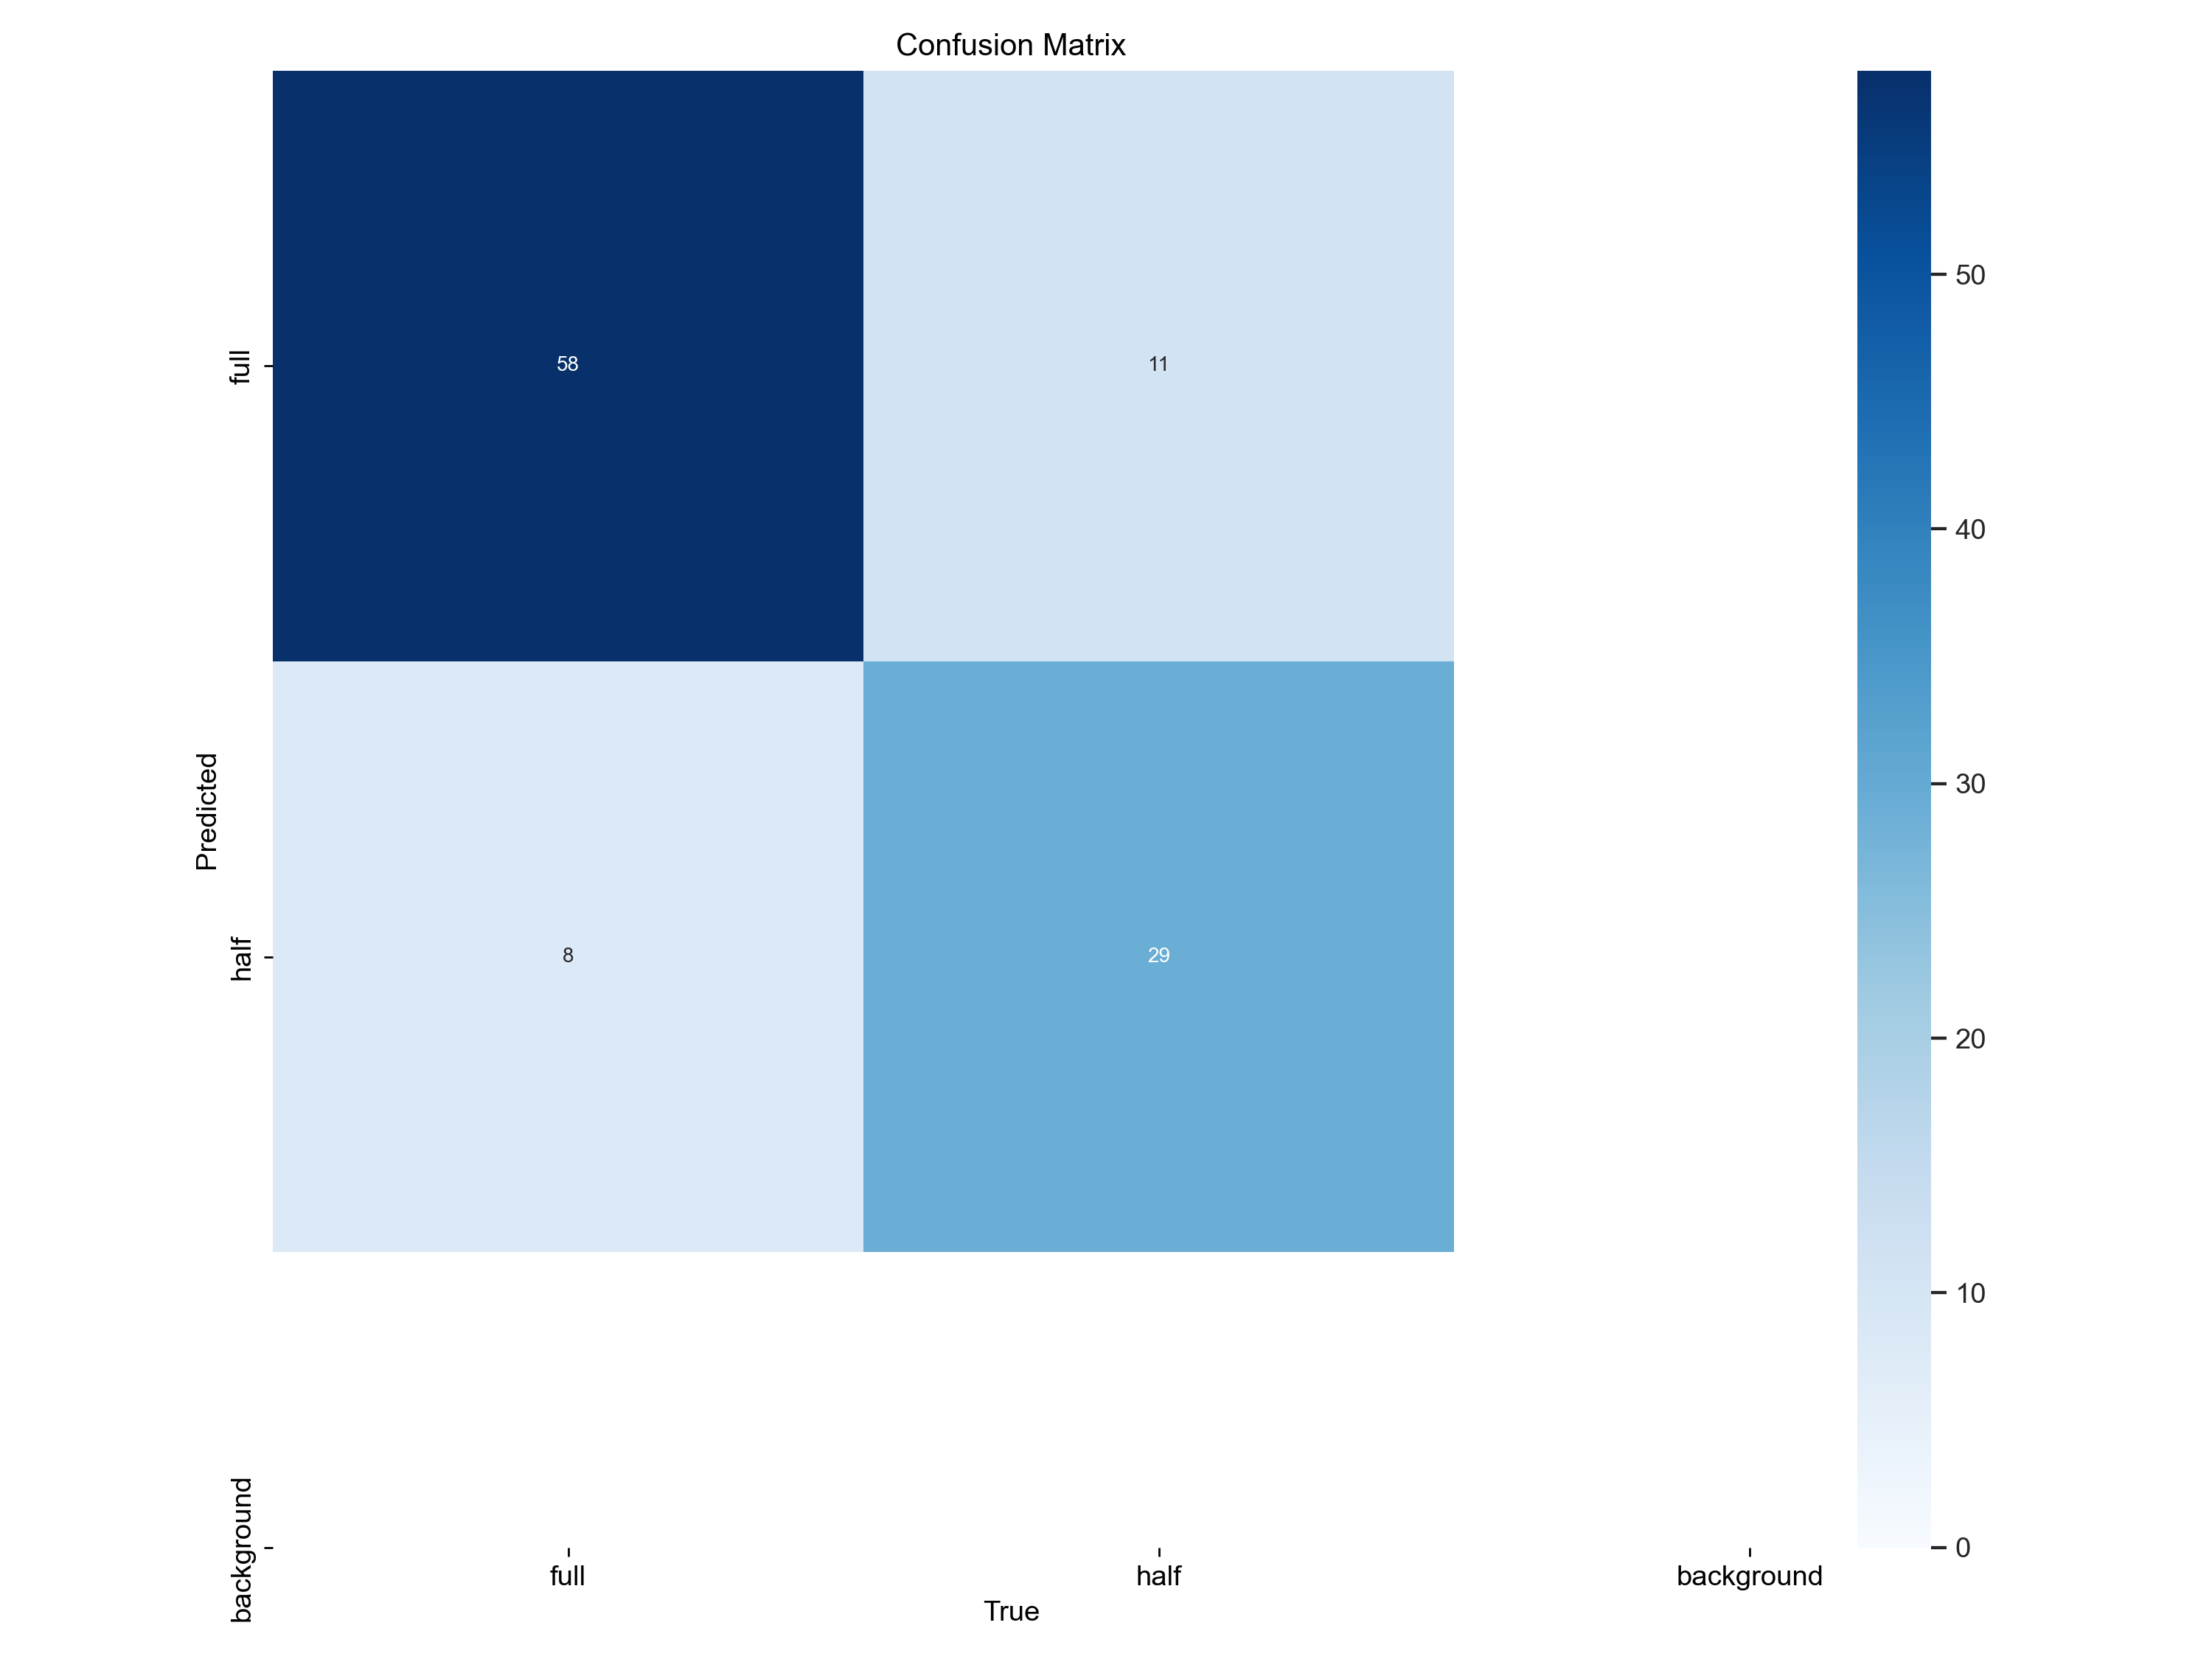 Confusion Matrix
full
58
11
half
8
29
background
full
half
background
Predicted
True
50
40
30
20
10
0